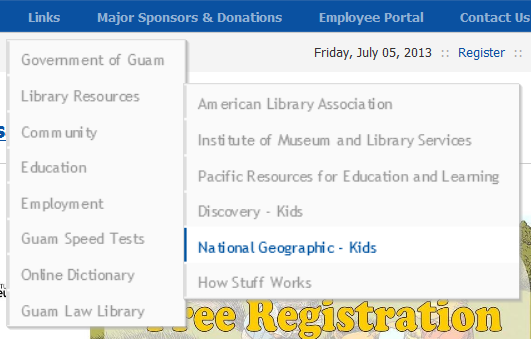 Links Major Sponsors & Donations Employee Portal Contact Us
Friday, July 05, 2013 :: Register ::
Government of Guam
Library Resources
Community
Education
Employment
Guam Speed Tests
Online Dictionary
Guam Law Library
American Library Association
Institute of Museum and Library Services
Pacific Resources for Education and Learning
Discovery - Kids
National Geographic - Kids
How Stuff Works
Free Registration